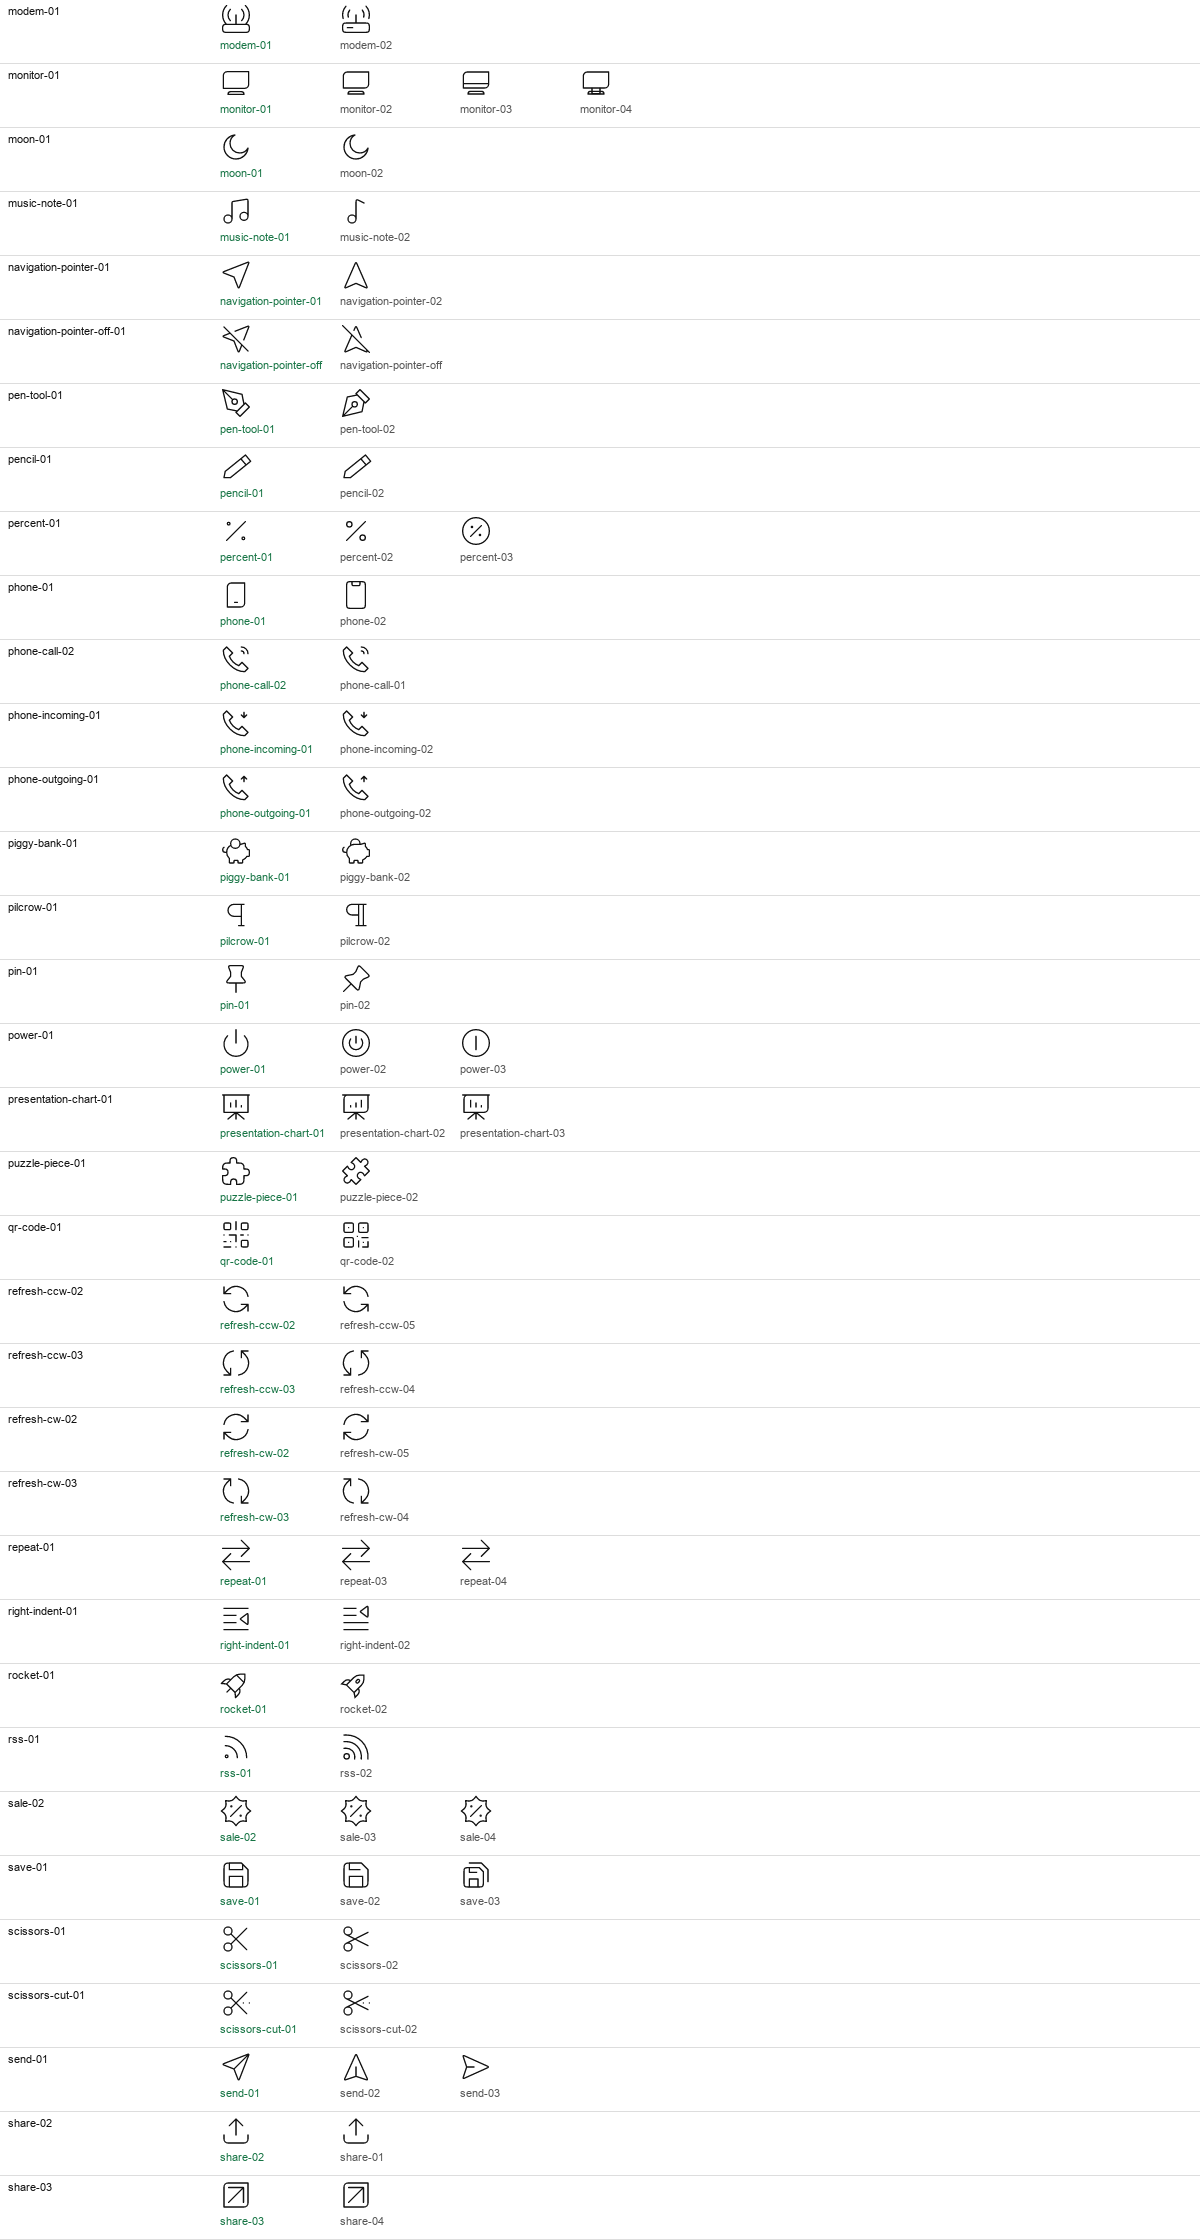 modem-01
modem-01 modem-02
monitor-01
monitor-01 monitor-02 monitor-03 monitor-04
moon-01
moon-01 moon-02
music-note-01
music-note-01 music-note-02
navigation-pointer-01
navigation-pointer-01 navigation-pointer-02
navigation-pointer-off-01
navigation-pointer-off navigation-pointer-off
pen-tool-01
pen-tool-01 pen-tool-02
pencil-01
pencil-01 pencil-02
percent-01
percent-01 percent-02 percent-03
phone-01
phone-01 phone-02
phone-call-02
phone-call-02 phone-call-01
phone-incoming-01
phone-incoming-01 phone-incoming-02
phone-outgoing-01
phone-outgoing-01 phone-outgoing-02
piggy-bank-01
piggy-bank-01 piggy-bank-02
pilcrow-01
pilcrow-01 pilcrow-02
pin-01
pin-01 pin-02
power-01
power-01 power-02 power-03
presentation-chart-01
presentation-chart-01 presentation-chart-02 presentation-chart-03
puzzle-piece-01
puzzle-piece-01 puzzle-piece-02
qr-code-01
qr-code-01 qr-code-02
refresh-ccw-02
refresh-ccw-02 refresh-ccw-05
refresh-ccw-03
refresh-ccw-03 refresh-ccw-04
refresh-cw-02
refresh-cw-02 refresh-cw-05
refresh-cw-03
refresh-cw-03 refresh-cw-04
repeat-01
repeat-01 repeat-03 repeat-04
right-indent-01
right-indent-01 right-indent-02
rocket-01
rocket-01 rocket-02
rss-01
rss-01 rss-02
sale-02
sale-02 sale-03 sale-04
save-01
save-01 save-02 save-03
scissors-01
scissors-01 scissors-02
scissors-cut-01
scissors-cut-01 scissors-cut-02
send-01
send-01 send-02 send-03
share-02
share-02 share-01
share-03
share-03 share-04